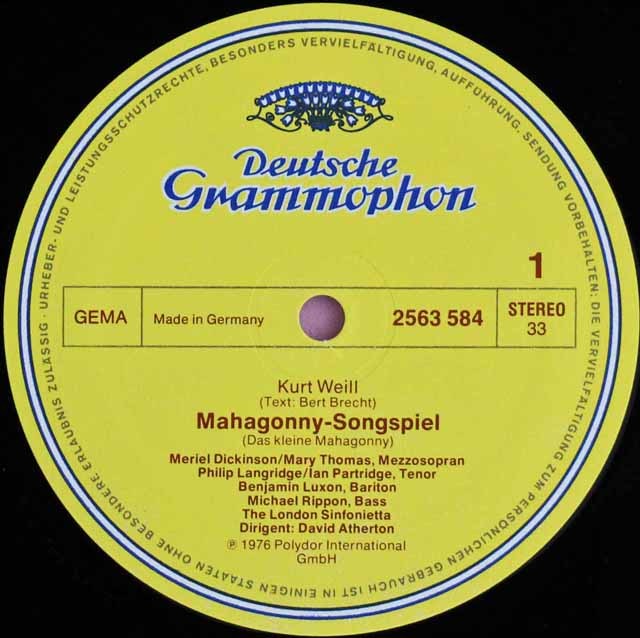 URHEBER- UND LEISTUNGSSCHUTZRECHTE, BESONDERS VERVIELFÄLTIGUNG, AUFFÜHRUNG, SENDUNG VORBEHALTEN: DIE VERVIELFÄLTIGUNG ZUM PERSÖNLICHEN GEBRAUCH IST IN EINIGEN STAATEN OHNE BESONDERE ERLAUBNIS ZULÄSSIG ·
Deutsche
Grammophon
1
GEMA Made in Germany 2563 584 STEREO
33
Kurt Weill
(Text: Bert Brecht)
Mahagonny-Songspiel
(Das kleine Mahagonny)
Meriel Dickinson/Mary Thomas, Mezzosopran
Philip Langridge/Ian Partridge, Tenor
Benjamin Luxon, Bariton
Michael Rippon, Bass
The London Sinfonietta
Dirigent: David Atherton
℗ 1976 Polydor International
GmbH